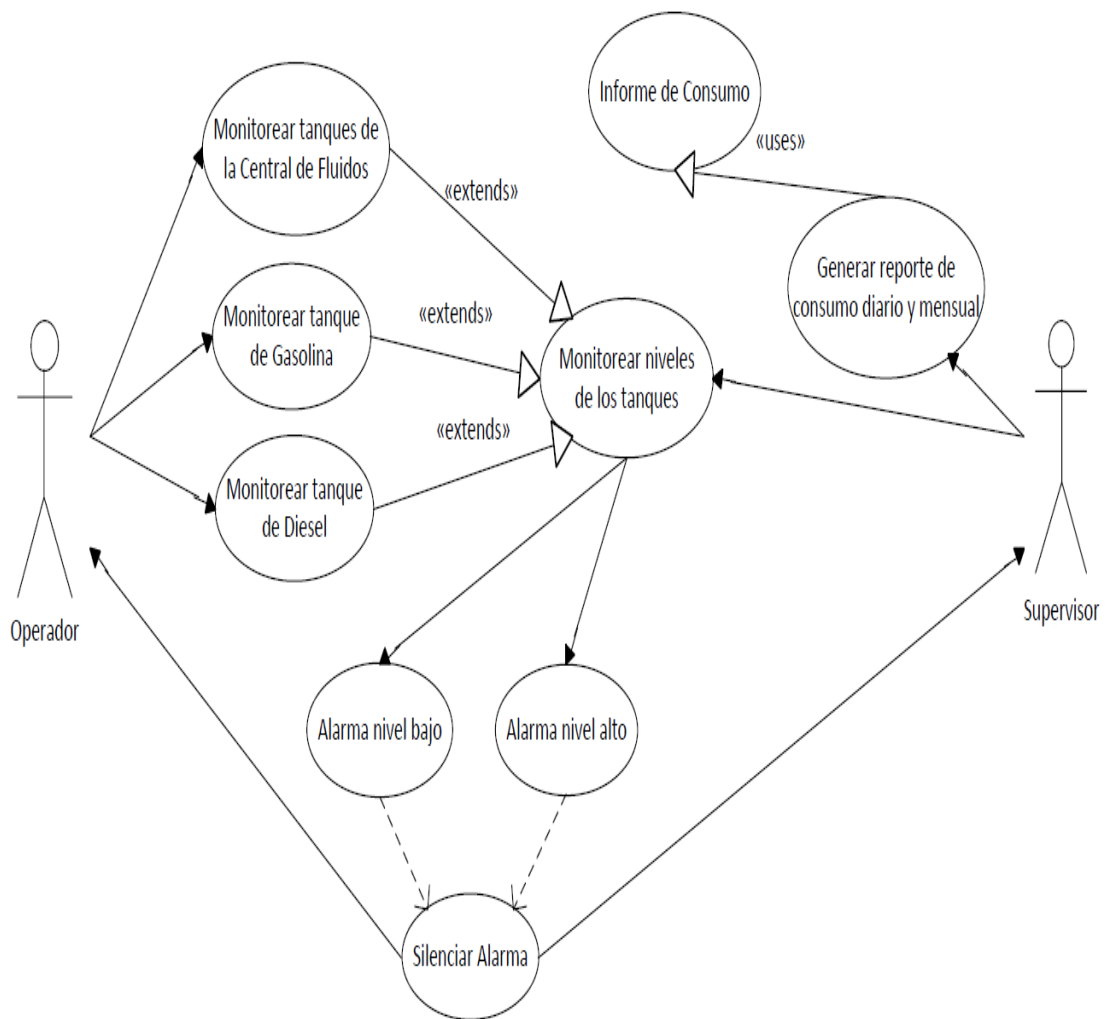 Monitorear tanques de
la Central de Fluidos
Informe de Consumo
«uses»
«extends»
Generar reporte de
consumo diario y mensual
Monitorear tanque
de Gasolina
«extends»
Monitorear niveles
de los tanques
«extends»
Monitorear tanque
de Diesel
Operador
Supervisor
Alarma nivel bajo
Alarma nivel alto
Silenciar Alarma